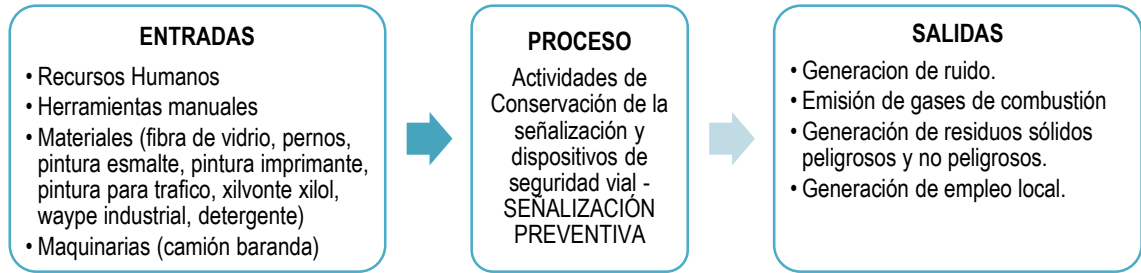 ENTRADAS
• Recursos Humanos
• Herramientas manuales
• Materiales (fibra de vidrio, pernos,
pintura esmalte, pintura imprimante,
pintura para trafico, xilvonte xilol,
waype industrial, detergente)
• Maquinarias (camión baranda)
PROCESO
Actividades de
Conservación de la
señalización y
dispositivos de
seguridad vial -
SEÑALIZACIÓN
PREVENTIVA
SALIDAS
• Generacion de ruido.
• Emisión de gases de combustión
• Generación de residuos sólidos
peligrosos y no peligrosos.
• Generación de empleo local.